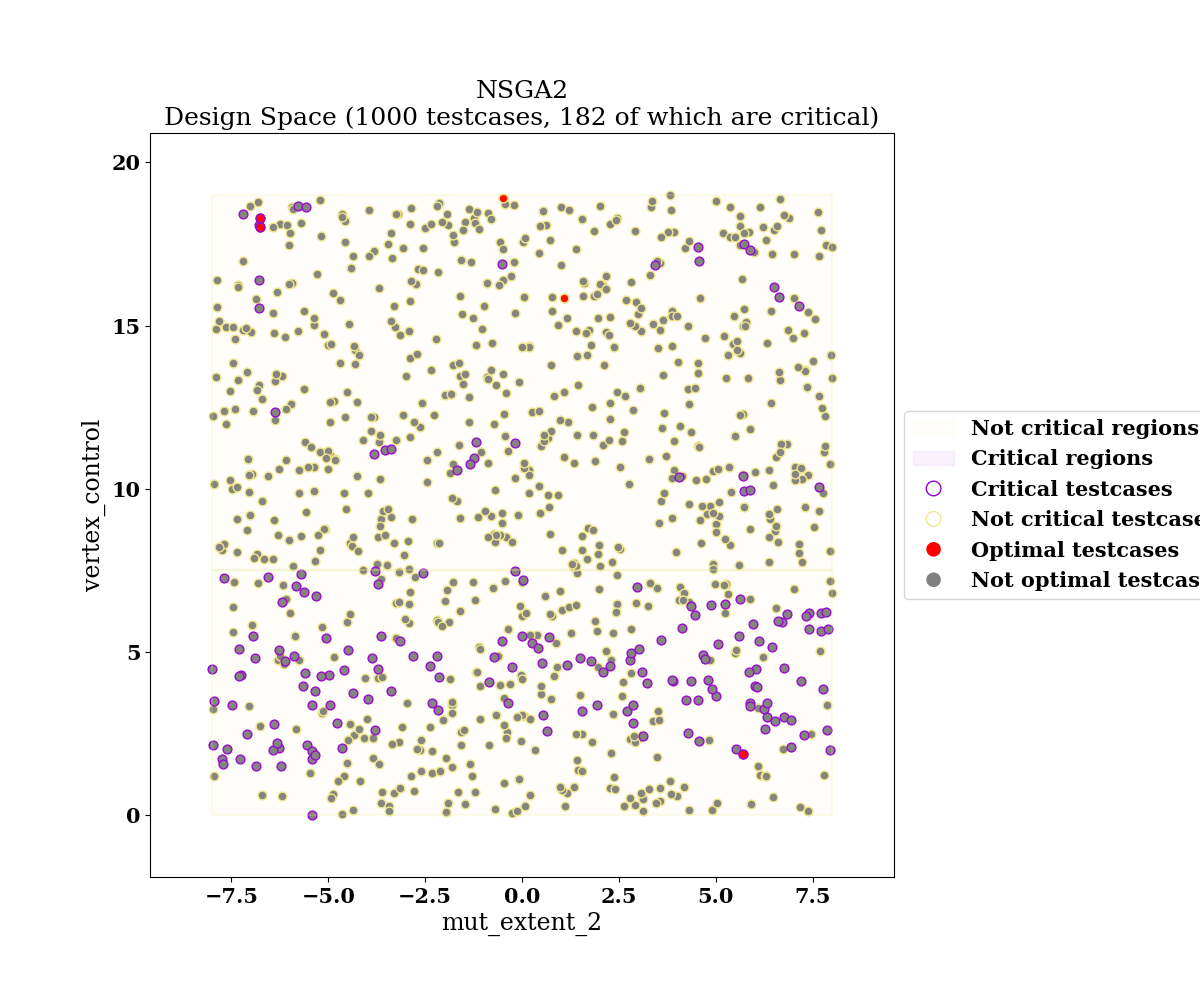 NSGA2
Design Space (1000 testcases, 182 of which are critical)
20
15
10
5
0
vertex_control
−7.5 −5.0 −2.5 0.0 2.5 5.0 7.5
mut_extent_2
Not critical regions
Critical regions
Critical testcases
Not critical testcase
Optimal testcases
Not optimal testcas